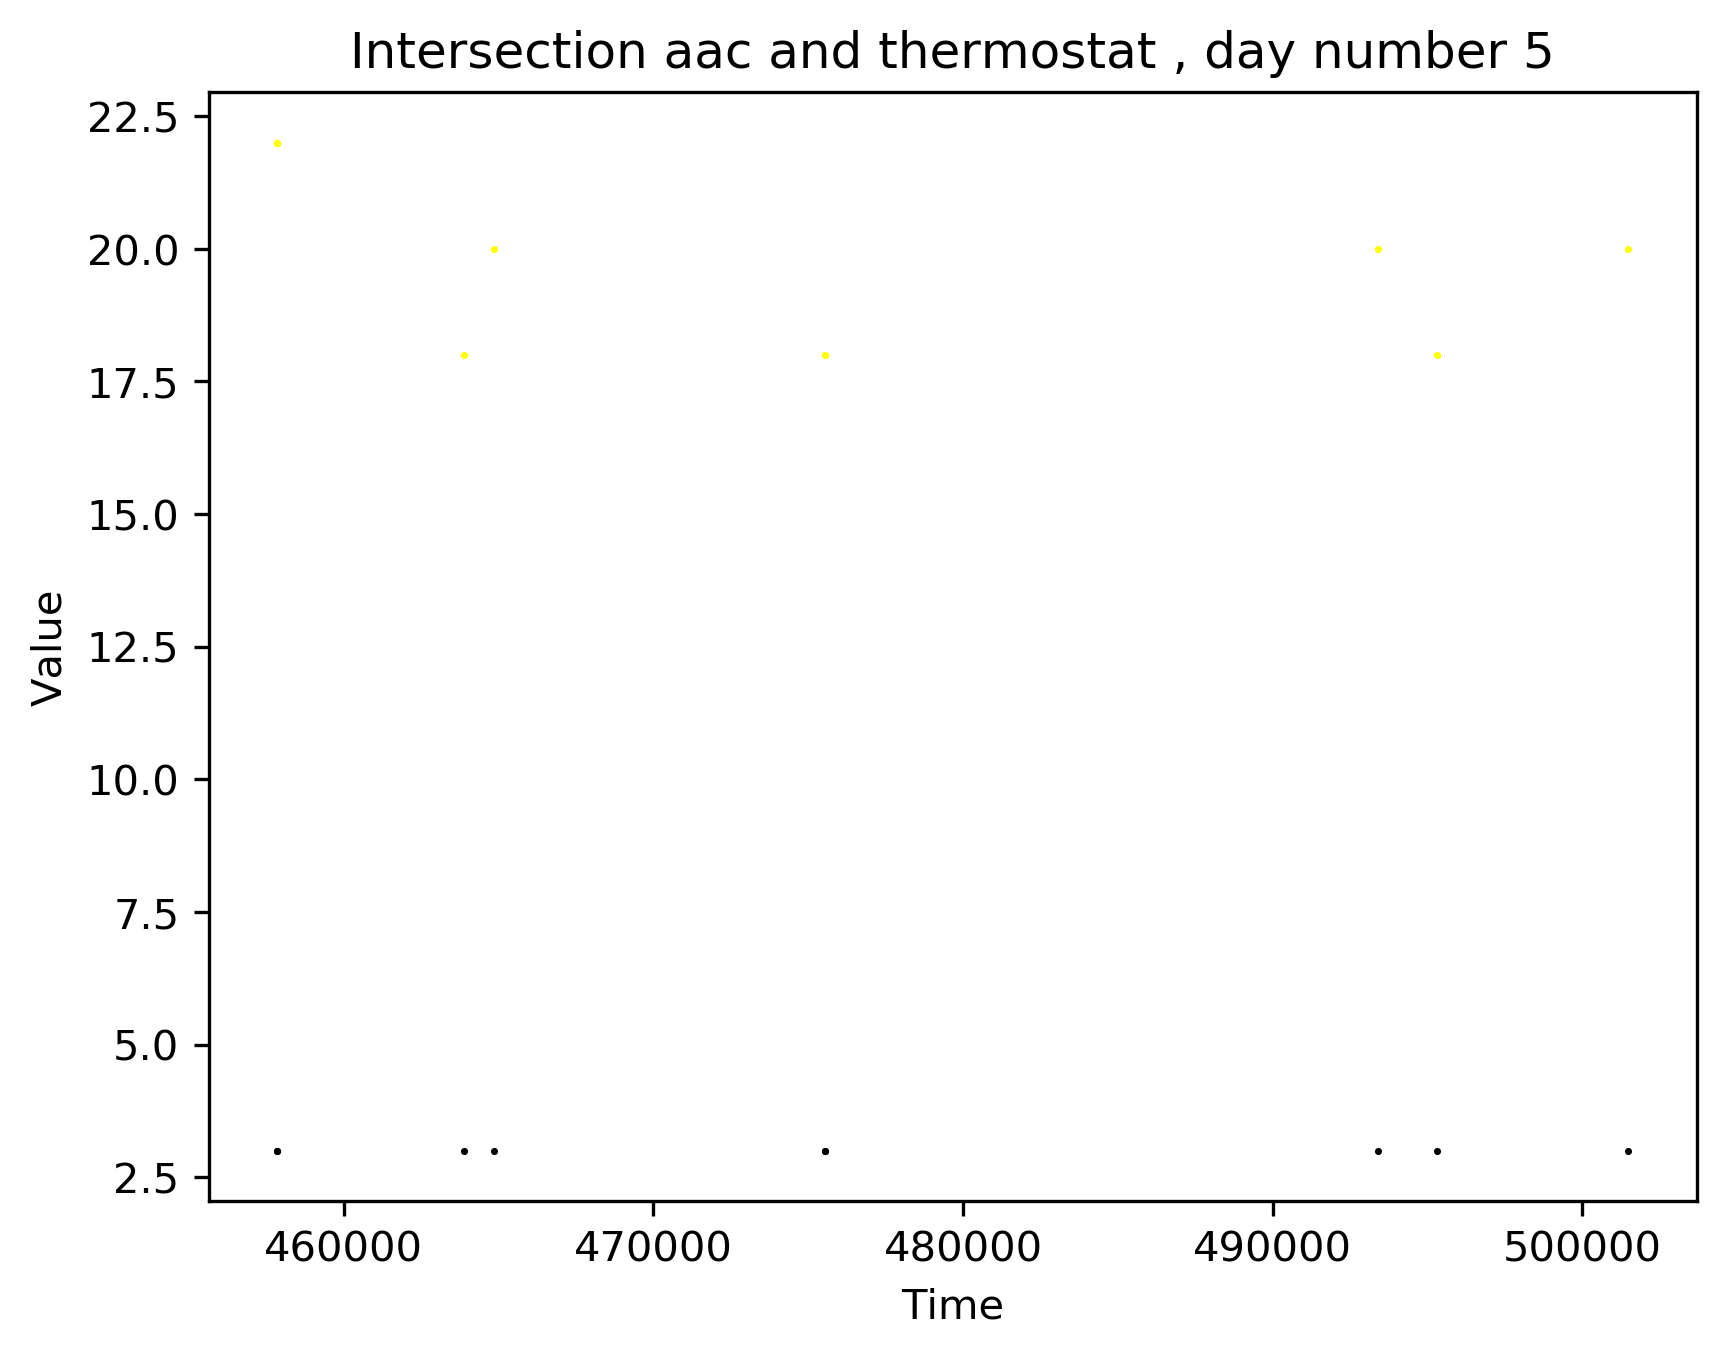 Intersection aac and thermostat , day number 5
22.5
20.0
17.5
15.0
12.5
10.0
7.5
5.0
2.5
Value
460000 470000 480000 490000 500000
Time